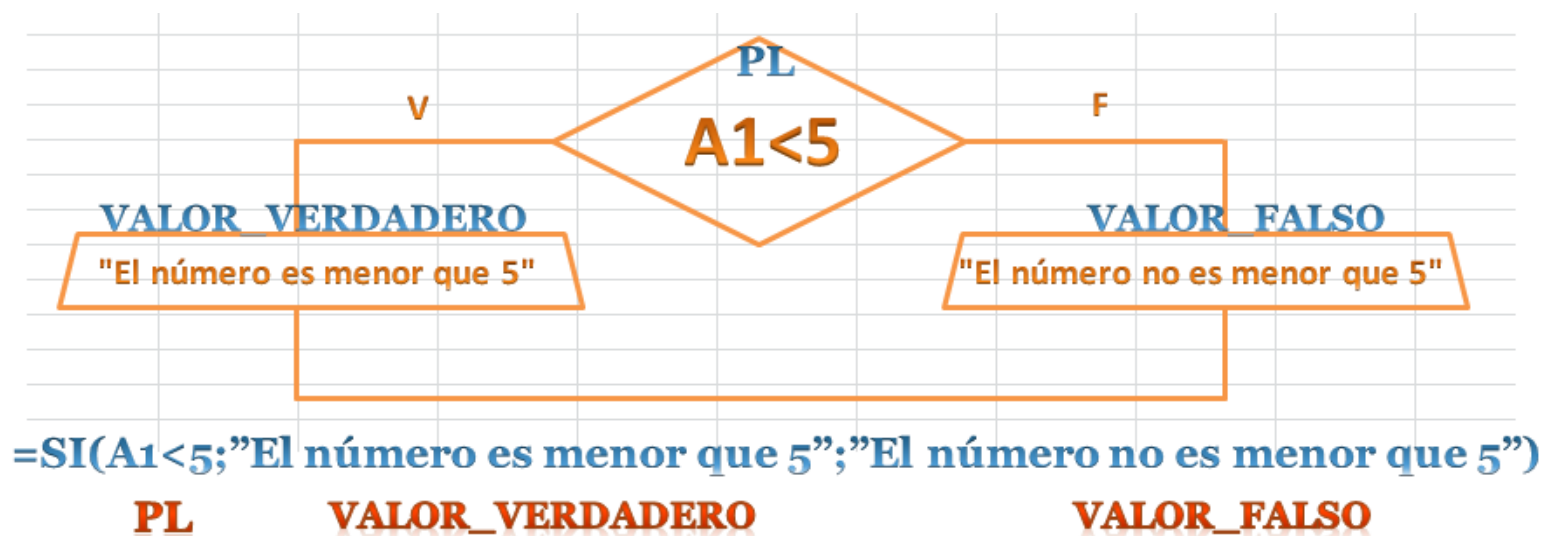 PL
V
F
A1<5
VALOR_VERDADERO
VALOR_FALSO
"El número es menor que 5"
"El número no es menor que 5"
=SI(A1<5;”El número es menor que 5”;”El número no es menor que 5”)
PL VALOR_VERDADERO VALOR_FALSO